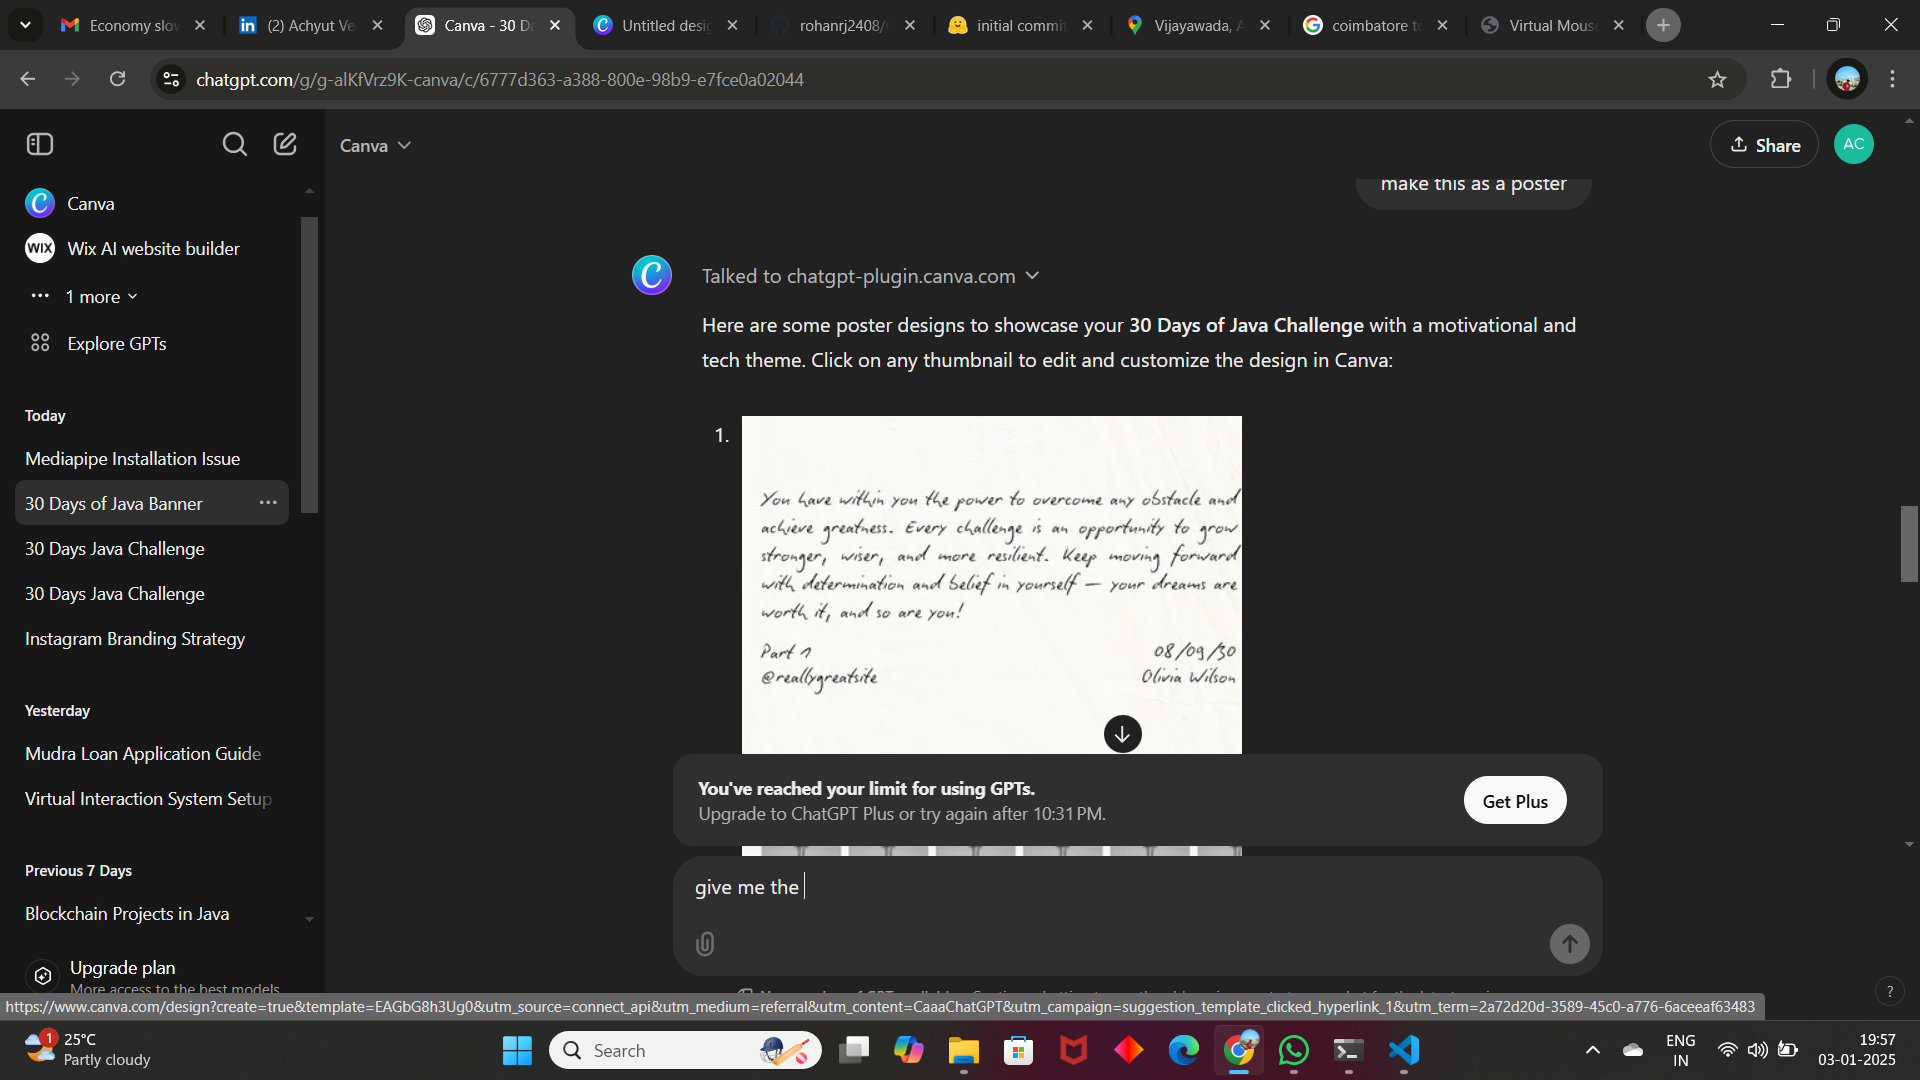 Economy slov
(2) Achyut Ve
Canva - 30 D
Untitled desig
rohanrj2408/
initial commit
Vijayawada, A
coimbatore to
Virtual Mous
chatgpt.com/g/g-alKfVrz9K-canva/c/6777d363-a388-800e-98b9-e7fce0a02044
Canva
Share
AC
Canva
WIX Wix AI website builder
1 more
Explore GPTs
Today
Mediapipe Installation Issue
30 Days of Java Banner
30 Days Java Challenge
30 Days Java Challenge
Instagram Branding Strategy
Yesterday
Mudra Loan Application Guide
Virtual Interaction System Setup
Previous 7 Days
Blockchain Projects in Java
Upgrade plan
More access to the best models
make this as a poster
Talked to chatgpt-plugin.canva.com
Here are some poster designs to showcase your 30 Days of Java Challenge with a motivational and
tech theme. Click on any thumbnail to edit and customize the design in Canva:
1.
You have within you the power to overcome any obstacle and
achieve greatness. Every challenge is an opportunity to grow
stronger, wiser, and more resilient. Keep moving forward
with determination and belief in yourself — your dreams are
worth it, and so are you!
Part 1
08/09/30
@reallygreatsite
Olivia Wilson
You've reached your limit for using GPTs.
Upgrade to ChatGPT Plus or try again after 10:31 PM.
Get Plus
give me the
?
https://www.canva.com/design?create=true&template=EAGbG8h3Ug0&utm_source=connect_api&utm_medium=referral&utm_content=CaaaChatGPT&utm_campaign=suggestion_template_clicked_hyperlink_1&utm_term=2a72d20d-3589-45c0-a776-6aceeaf63483
1
25°C
Partly cloudy
Search
ENG
IN
19:57
03-01-2025